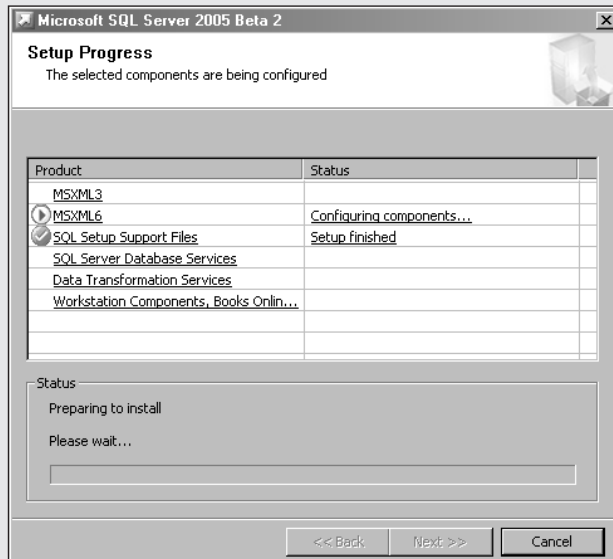 Microsoft SQL Server 2005 Beta 2
Setup Progress
The selected components are being configured
Product Status
MSXML3
MSXML6 Configuring components...
SQL Setup Support Files Setup finished
SQL Server Database Services
Data Transformation Services
Workstation Components, Books Onlin...
Status
Preparing to install
Please wait...
<< Back Next >> Cancel